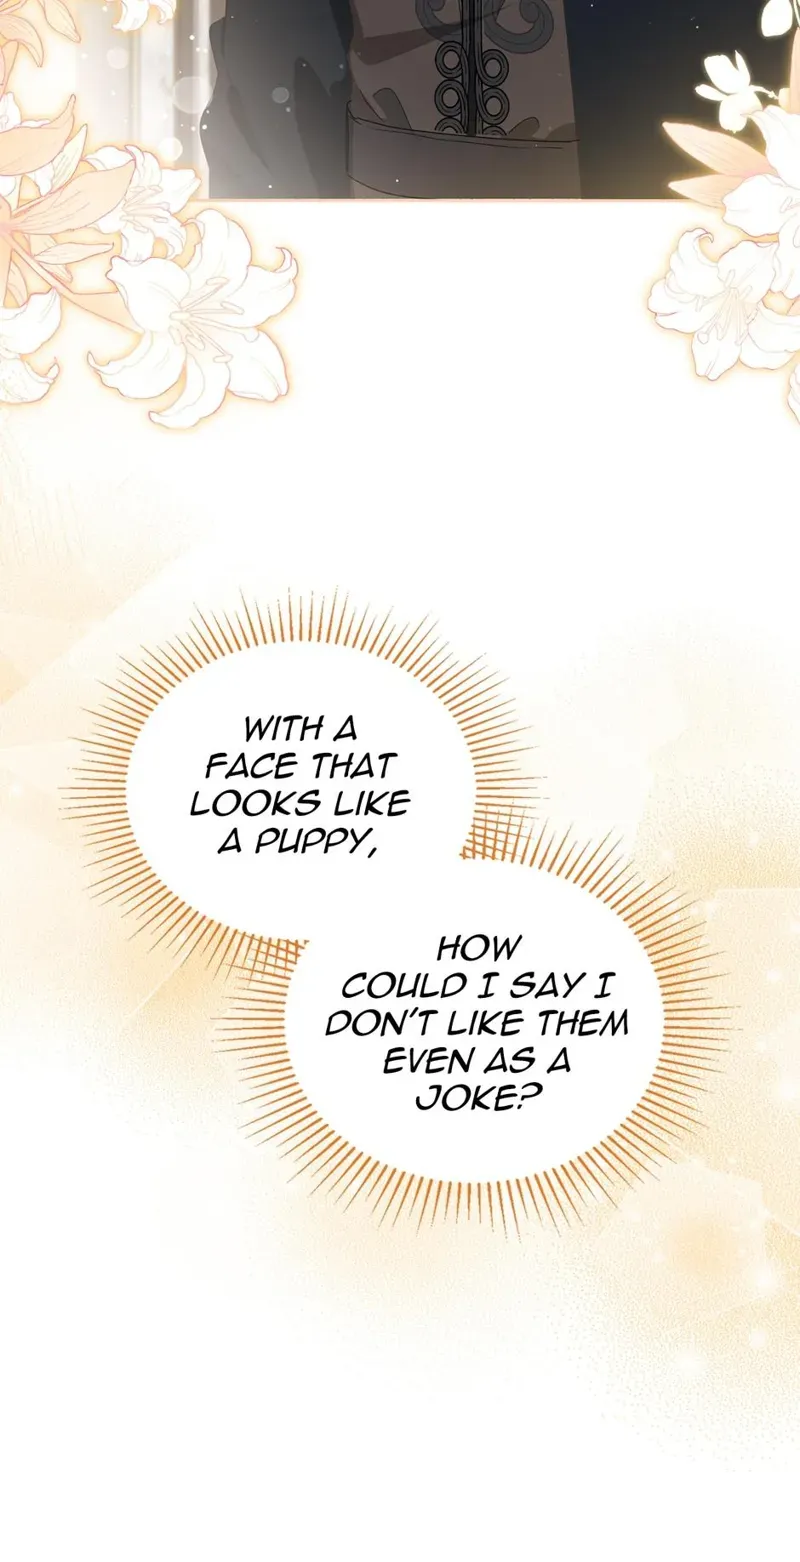 WITH A
FACE THAT
LOOKS LIKE
A PUPPY,
HOW
COULD I SAY I
DON'T LIKE THEM
EVEN AS A
JOKE?